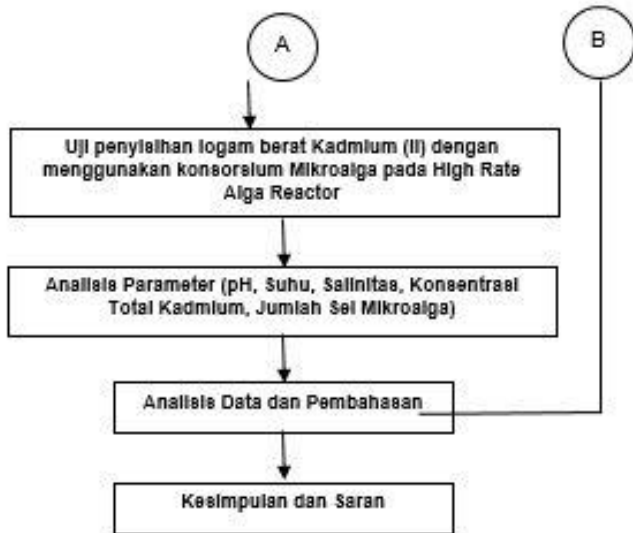 A
B
Uji penyisihan logam berat Kadmium (II) dengan
menggunakan konsorsium Mikroalga pada High Rate
Alga Reactor
Analisis Parameter (pH, Suhu, Salinitas, Konsentrasi
Total Kadmium, Jumlah Sel Mikroalga)
Analisis Data dan Pembahasan
Kesimpulan dan Saran